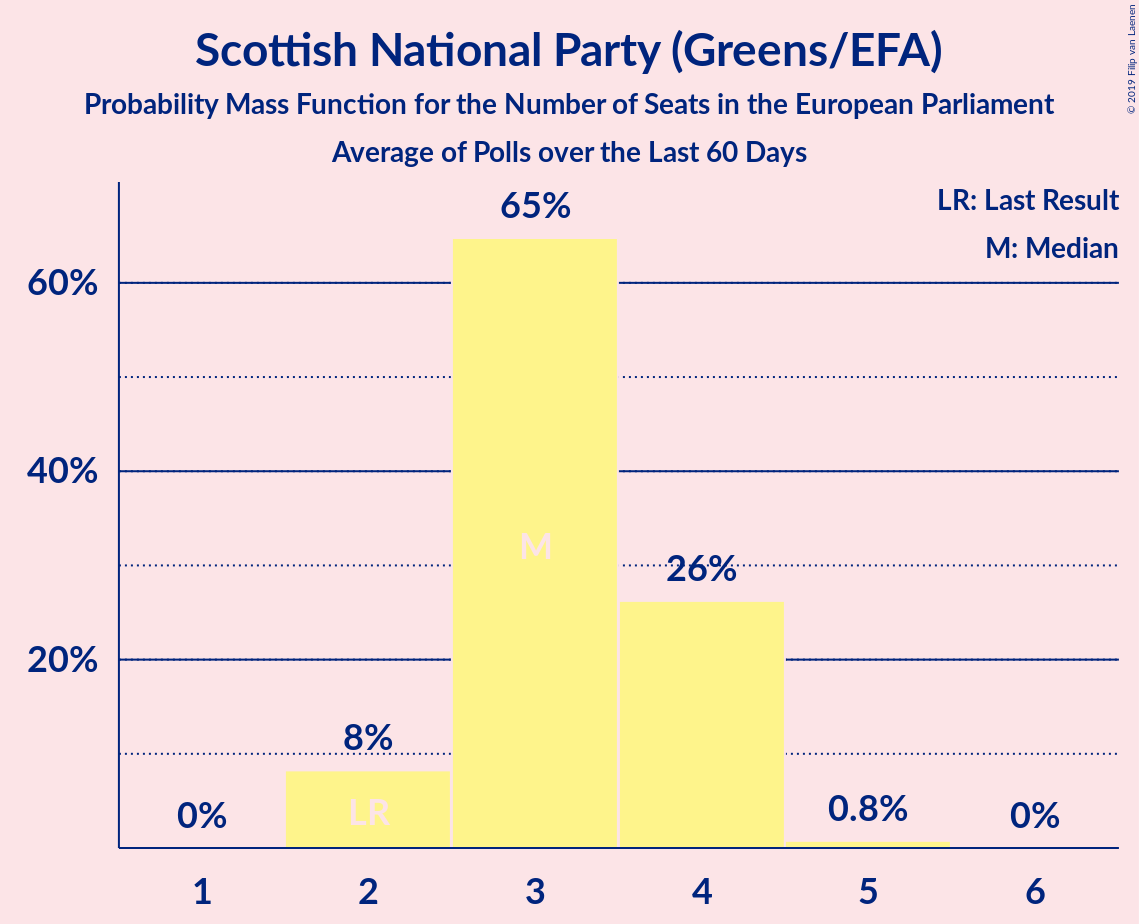 Scottish National Party (Greens/EFA)
Probability Mass Function for the Number of Seats in the European Parliament
Average of Polls over the Last 60 Days
© 2019 Filip van Laenen
LR: Last Result
M: Median
65%
60%
40%
M
26%
20%
8%
LR
0%
0.8%
0%
1 2 3 4 5 6